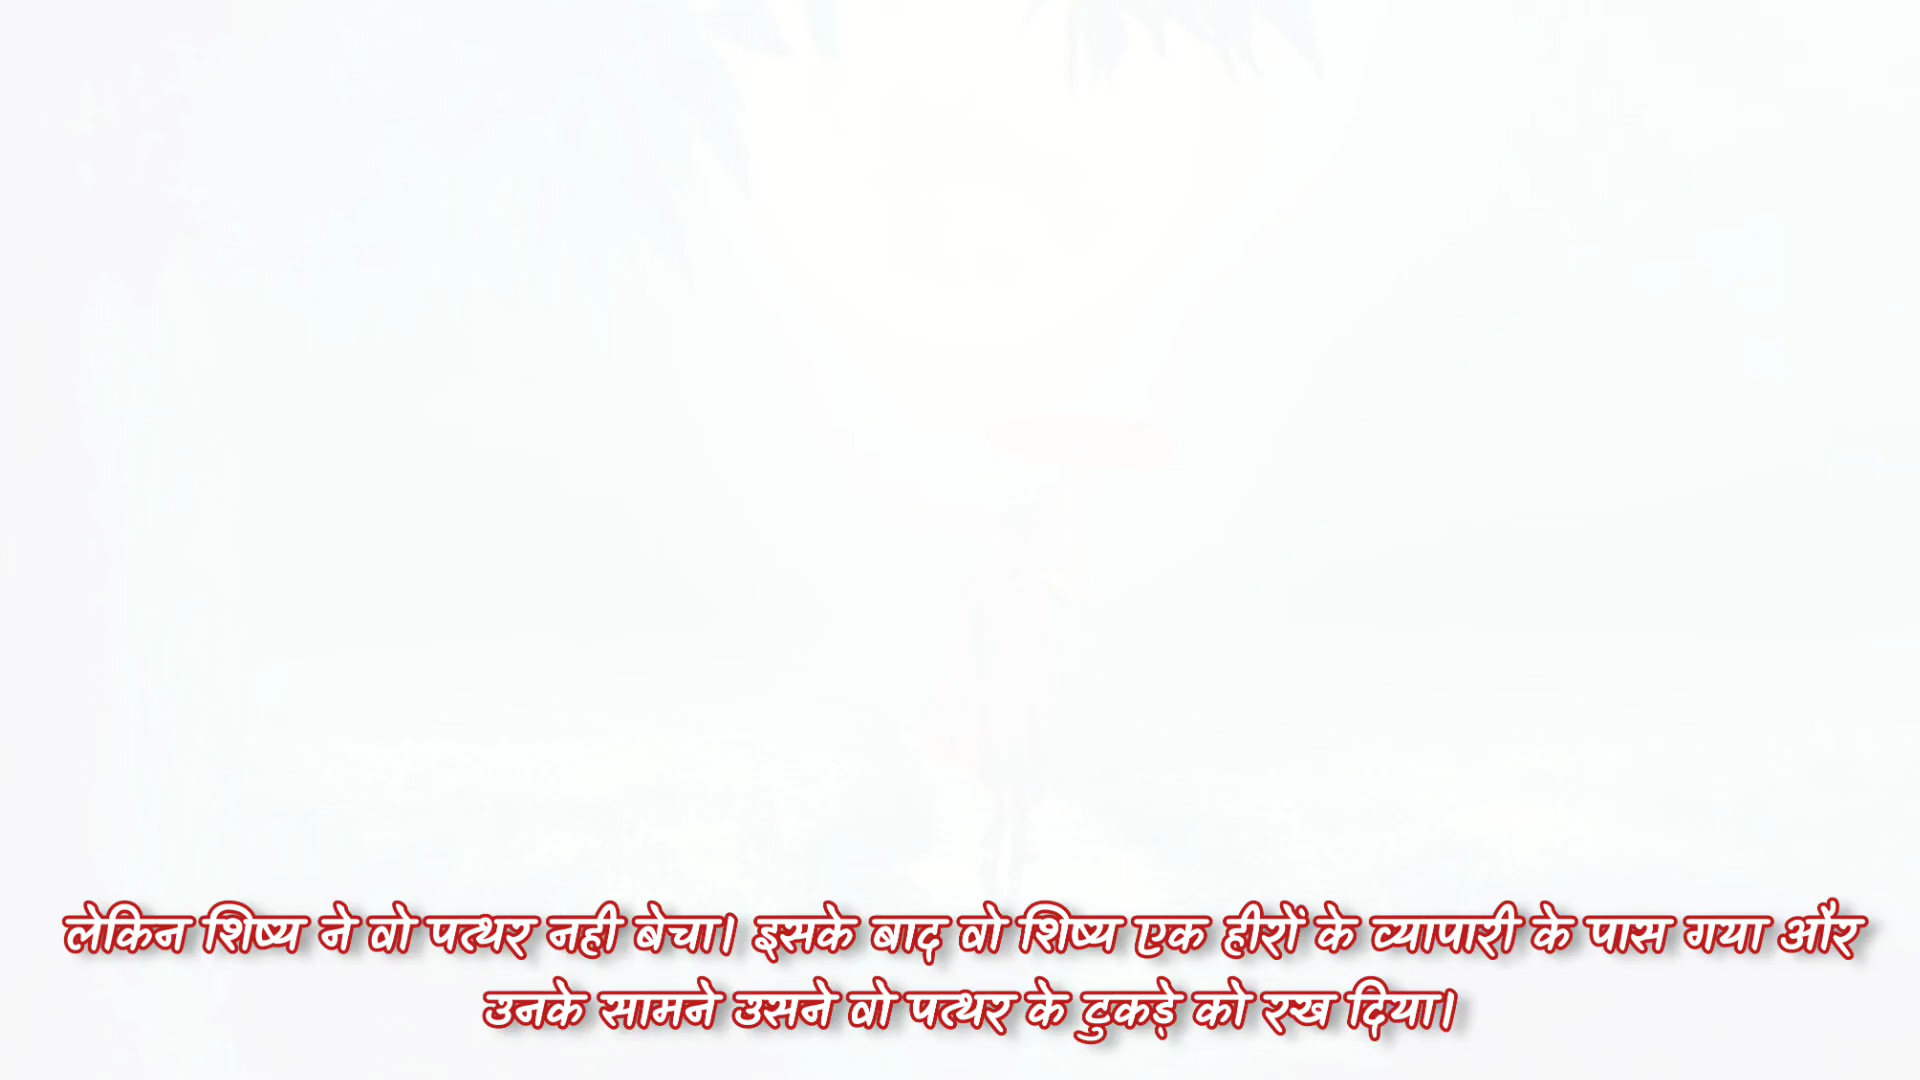 लेकिन शिष्य ने वो पत्थर नही बेचा। इसके बाद वो शिष्य एक हीरों के व्यापारी के पास गया और
उनके सामने उसने वो पत्थर के टुकड़े को रख दिया।